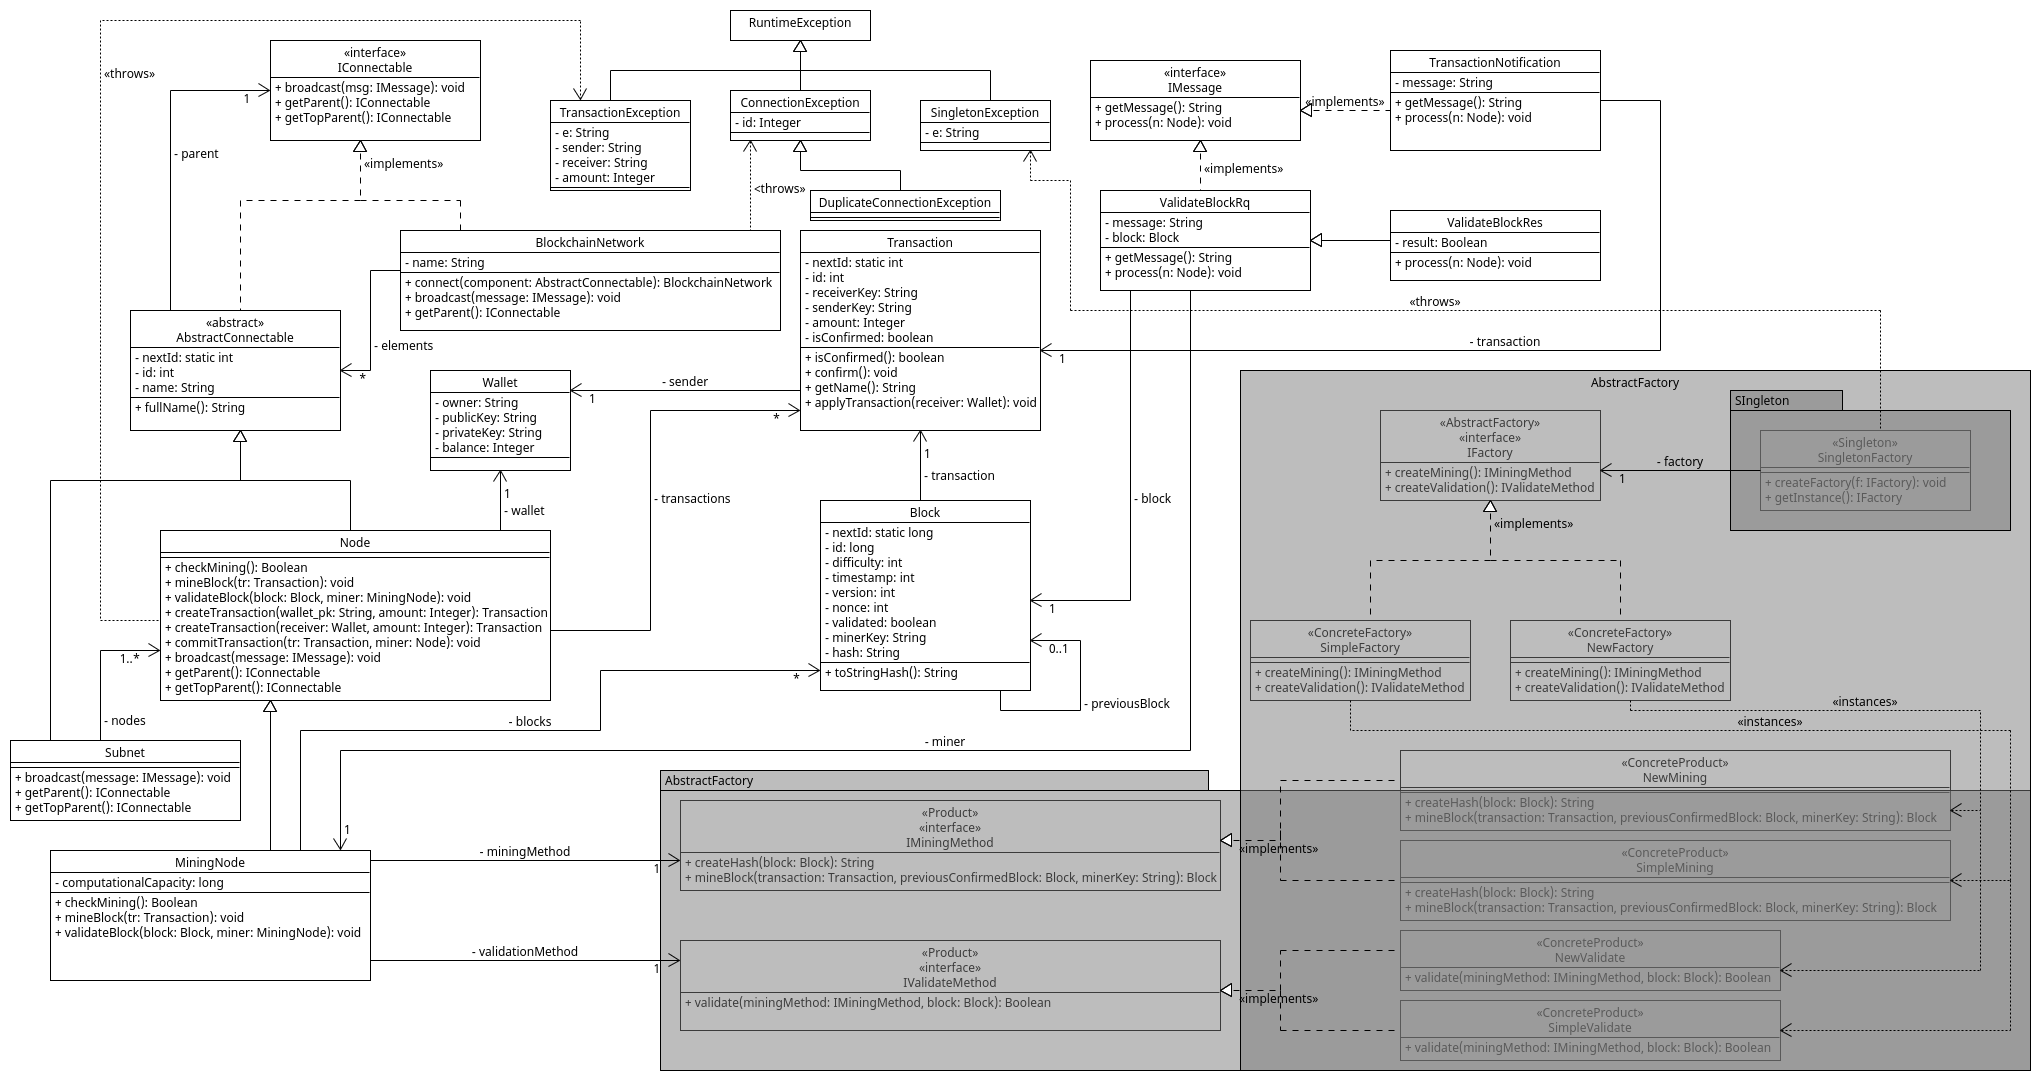 RuntimeException
«throws»
«interface»
IConnectable
+ broadcast(msg: IMessage): void
+ getParent(): IConnectable
+ getTopParent(): IConnectable
1
- parent
«implements»
TransactionException
- e: String
- sender: String
- receiver: String
- amount: Integer
ConnectionException
- id: Integer
SingletonException
- e: String
<throws»
DuplicateConnectionException
«interface»
IMessage
+ getMessage(): String
+ process(n: Node): void
«implements»
TransactionNotification
- message: String
+ getMessage(): String
+ process(n: Node): void
«implements»
ValidateBlockRq
- message: String
- block: Block
+ getMessage(): String
+ process(n: Node): void
ValidateBlockRes
- result: Boolean
+ process(n: Node): void
«throws»
- transaction
1
BlockchainNetwork
- name: String
+ connect(component: AbstractConnectable): BlockchainNetwork
+ broadcast(message: IMessage): void
+ getParent(): IConnectable
- elements
*
Transaction
- nextId: static int
- id: int
- receiverKey: String
- senderKey: String
- amount: Integer
- isConfirmed: boolean
+ isConfirmed(): boolean
+ confirm(): void
+ getName(): String
+ applyTransaction(receiver: Wallet): void
«abstract»
AbstractConnectable
- nextId: static int
- id: int
- name: String
+ fullName(): String
Wallet
- owner: String
- publicKey: String
- privateKey: String
- balance: Integer
- sender
1
*
1
- wallet
- transactions
1
- transaction
- block
1
Node
+ checkMining(): Boolean
+ mineBlock(tr: Transaction): void
+ validateBlock(block: Block, miner: MiningNode): void
+ createTransaction(wallet_pk: String, amount: Integer): Transaction
+ createTransaction(receiver: Wallet, amount: Integer): Transaction
+ commitTransaction(tr: Transaction, miner: Node): void
+ broadcast(message: IMessage): void
+ getParent(): IConnectable
+ getTopParent(): IConnectable
Block
- nextId: static long
- id: long
- difficulty: int
- timestamp: int
- version: int
- nonce: int
- validated: boolean
- minerKey: String
- hash: String
+ toStringHash(): String
0..1
- previousBlock
1..*
- nodes
*
- blocks
- miner
1
Subnet
+ broadcast(message: IMessage): void
+ getParent(): IConnectable
+ getTopParent(): IConnectable
MiningNode
- computationalCapacity: long
+ checkMining(): Boolean
+ mineBlock(tr: Transaction): void
+ validateBlock(block: Block, miner: MiningNode): void
- miningMethod
1
- validationMethod
1
AbstractFactory
SIngleton
«AbstractFactory»
«interface»
IFactory
+ createMining(): IMiningMethod
+ createValidation(): IValidateMethod
- factory
1
«Singleton»
SingletonFactory
+ createFactory(f: IFactory): void
+ getInstance(): IFactory
«implements»
«ConcreteFactory»
SimpleFactory
+ createMining(): IMiningMethod
+ createValidation(): IValidateMethod
«ConcreteFactory»
NewFactory
+ createMining(): IMiningMethod
+ createValidation(): IValidateMethod
«instances»
«instances»
AbstractFactory
«Product»
«interface»
IMiningMethod
+ createHash(block: Block): String
+ mineBlock(transaction: Transaction, previousConfirmedBlock: Block, minerKey: String): Block
«implements»
«ConcreteProduct»
NewMining
+ createHash(block: Block): String
+ mineBlock(transaction: Transaction, previousConfirmedBlock: Block, minerKey: String): Block
«ConcreteProduct»
SimpleMining
+ createHash(block: Block): String
+ mineBlock(transaction: Transaction, previousConfirmedBlock: Block, minerKey: String): Block
«Product»
«interface»
IValidateMethod
+ validate(miningMethod: IMiningMethod, block: Block): Boolean
«implements»
«ConcreteProduct»
NewValidate
+ validate(miningMethod: IMiningMethod, block: Block): Boolean
«ConcreteProduct»
SimpleValidate
+ validate(miningMethod: IMiningMethod, block: Block): Boolean